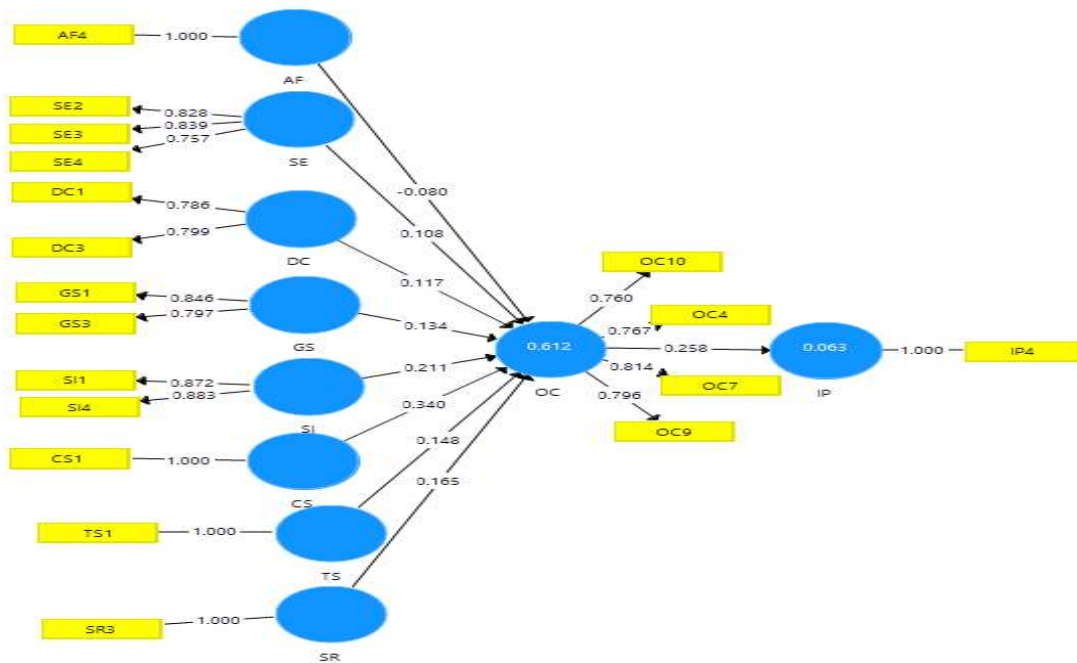 AF4
1.000
AF
SE2
0.828
SE3
0.839
0.757
SE4
SE
-0.080
0.108
DC1
0.786
DC3
0.799
DC
0.117
GS1
0.846
GS3
0.797
GS
0.134
SI1
0.872
SI4
0.883
SI
0.211
CS1
1.000
CS
0.340
TS1
1.000
TS
0.148
SR3
1.000
SR
0.165
0.612
OC
OC10
0.760
OC4
0.767
0.258
0.814
OC7
0.796
OC9
0.063
IP
1.000
IP4